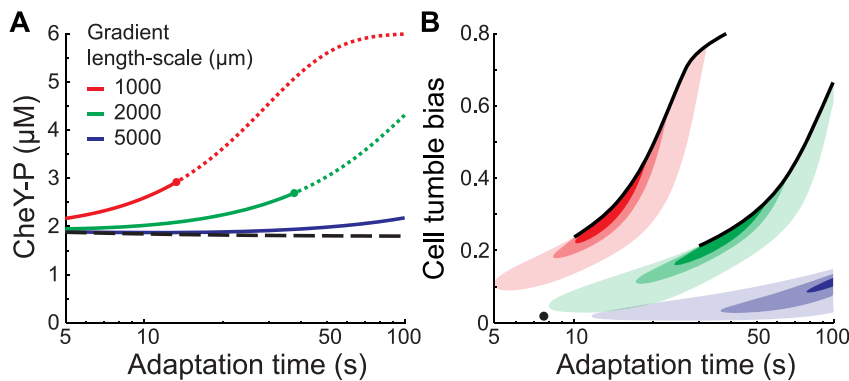 A
Gradient
length-scale (µm)
1000
2000
5000
CheY-P (µM)
6
5
4
3
2
1
0
5
10
50
100
Adaptation time (s)
B
Cell tumble bias
0.8
0.6
0.4
0.2
0
5
10
50
100
Adaptation time (s)